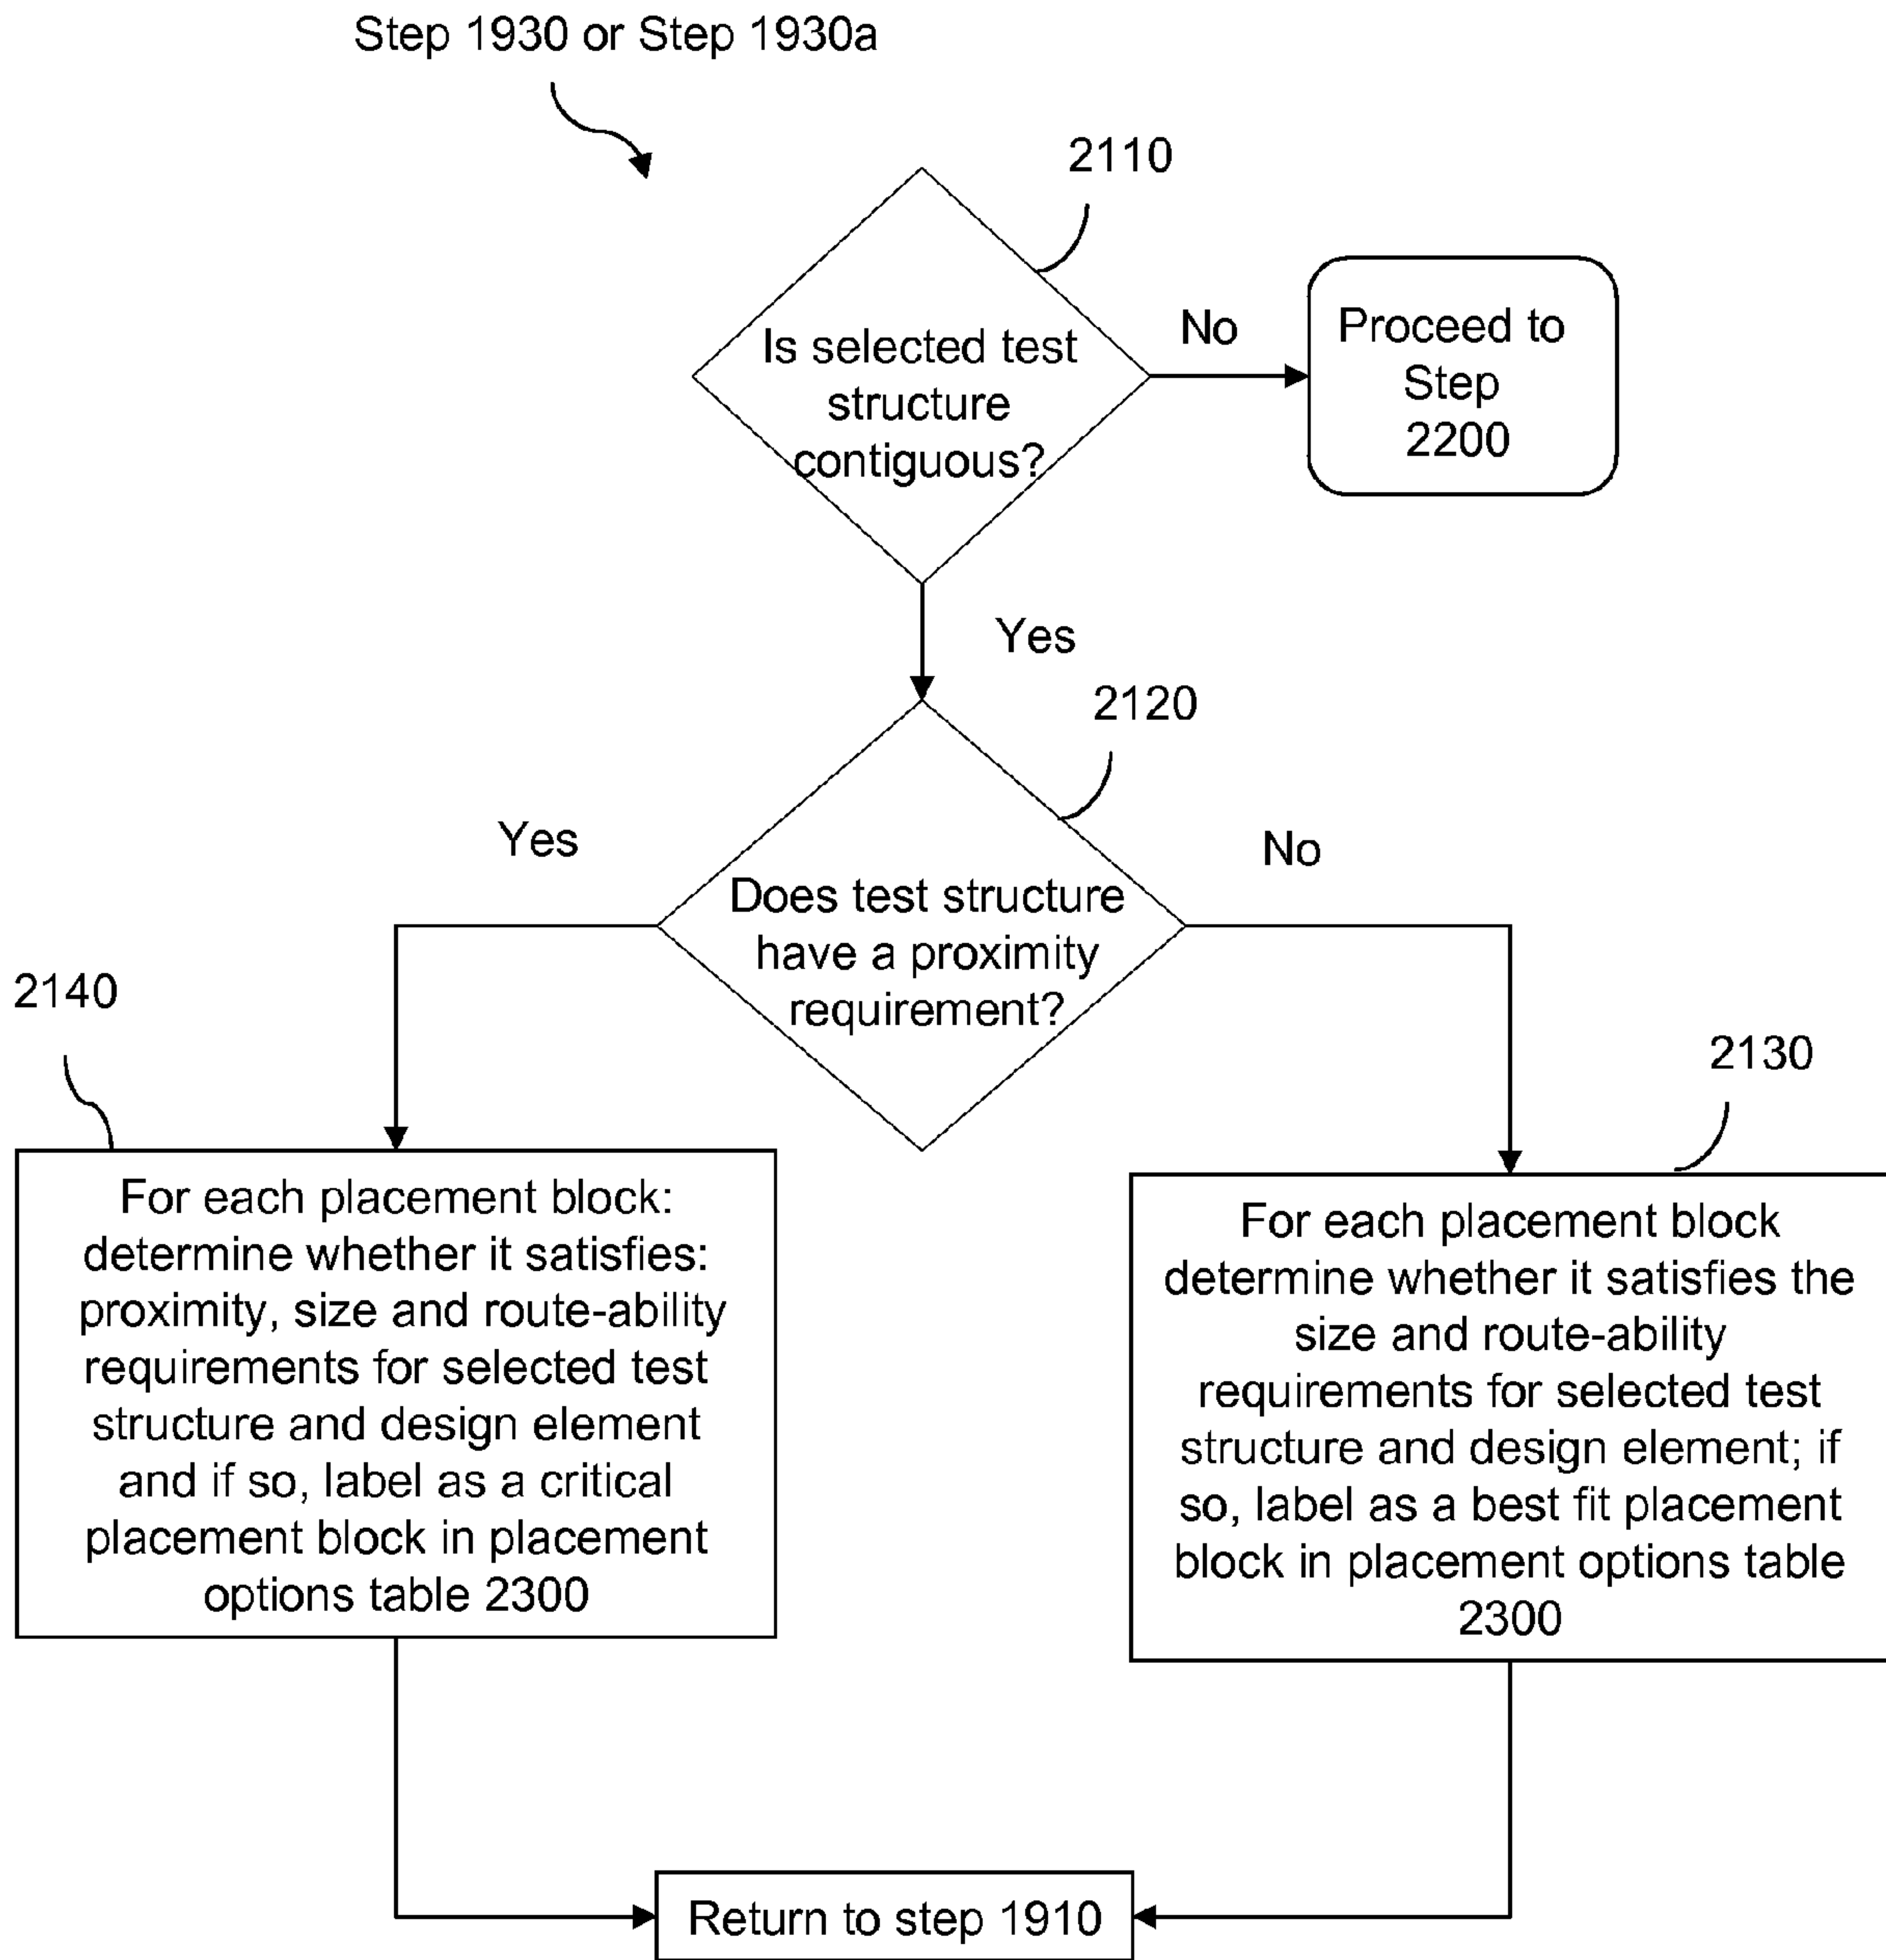 Step 1930 or Step 1930a
2110
Is selected test
structure
contiguous?
No
Proceed to
Step
2200
Yes
2120
Does test structure
have a proximity
requirement?
Yes
No
2140
For each placement block:
determine whether it satisfies:
proximity, size and route-ability
requirements for selected test
structure and design element
and if so, label as a critical
placement block in placement
options table 2300
2130
For each placement block
determine whether it satisfies the
size and route-ability
requirements for selected test
structure and design element; if
so, label as a best fit placement
block in placement options table
2300
Return to step 1910